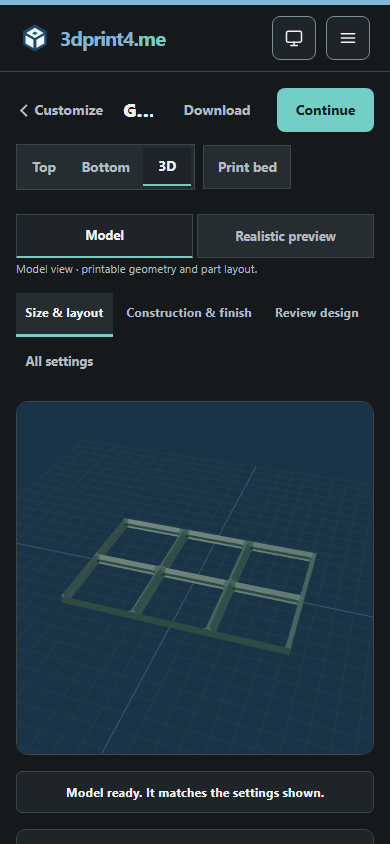 3dprint4.me
Customize G... Download Continue
Top Bottom 3D Print bed
Model Realistic preview
Model view · printable geometry and part layout.
Size & layout Construction & finish Review design
All settings
Model ready. It matches the settings shown.